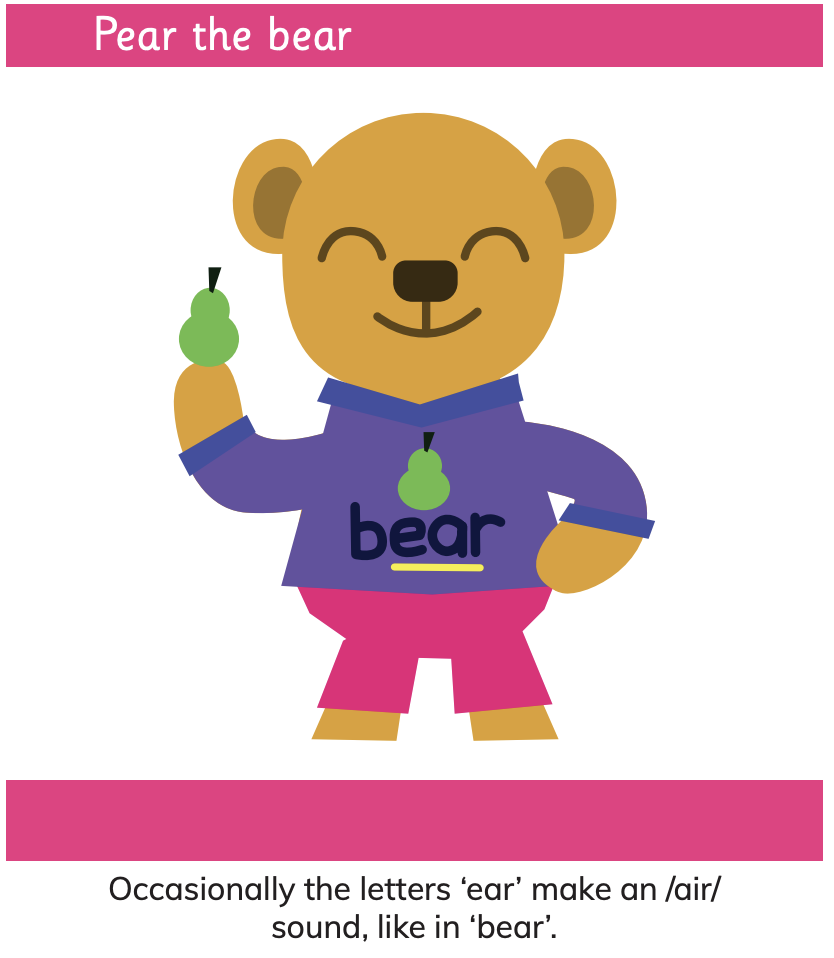 Pear the bear
bear
Occasionally the letters ‘ear’ make an /air/
sound, like in ‘bear’.